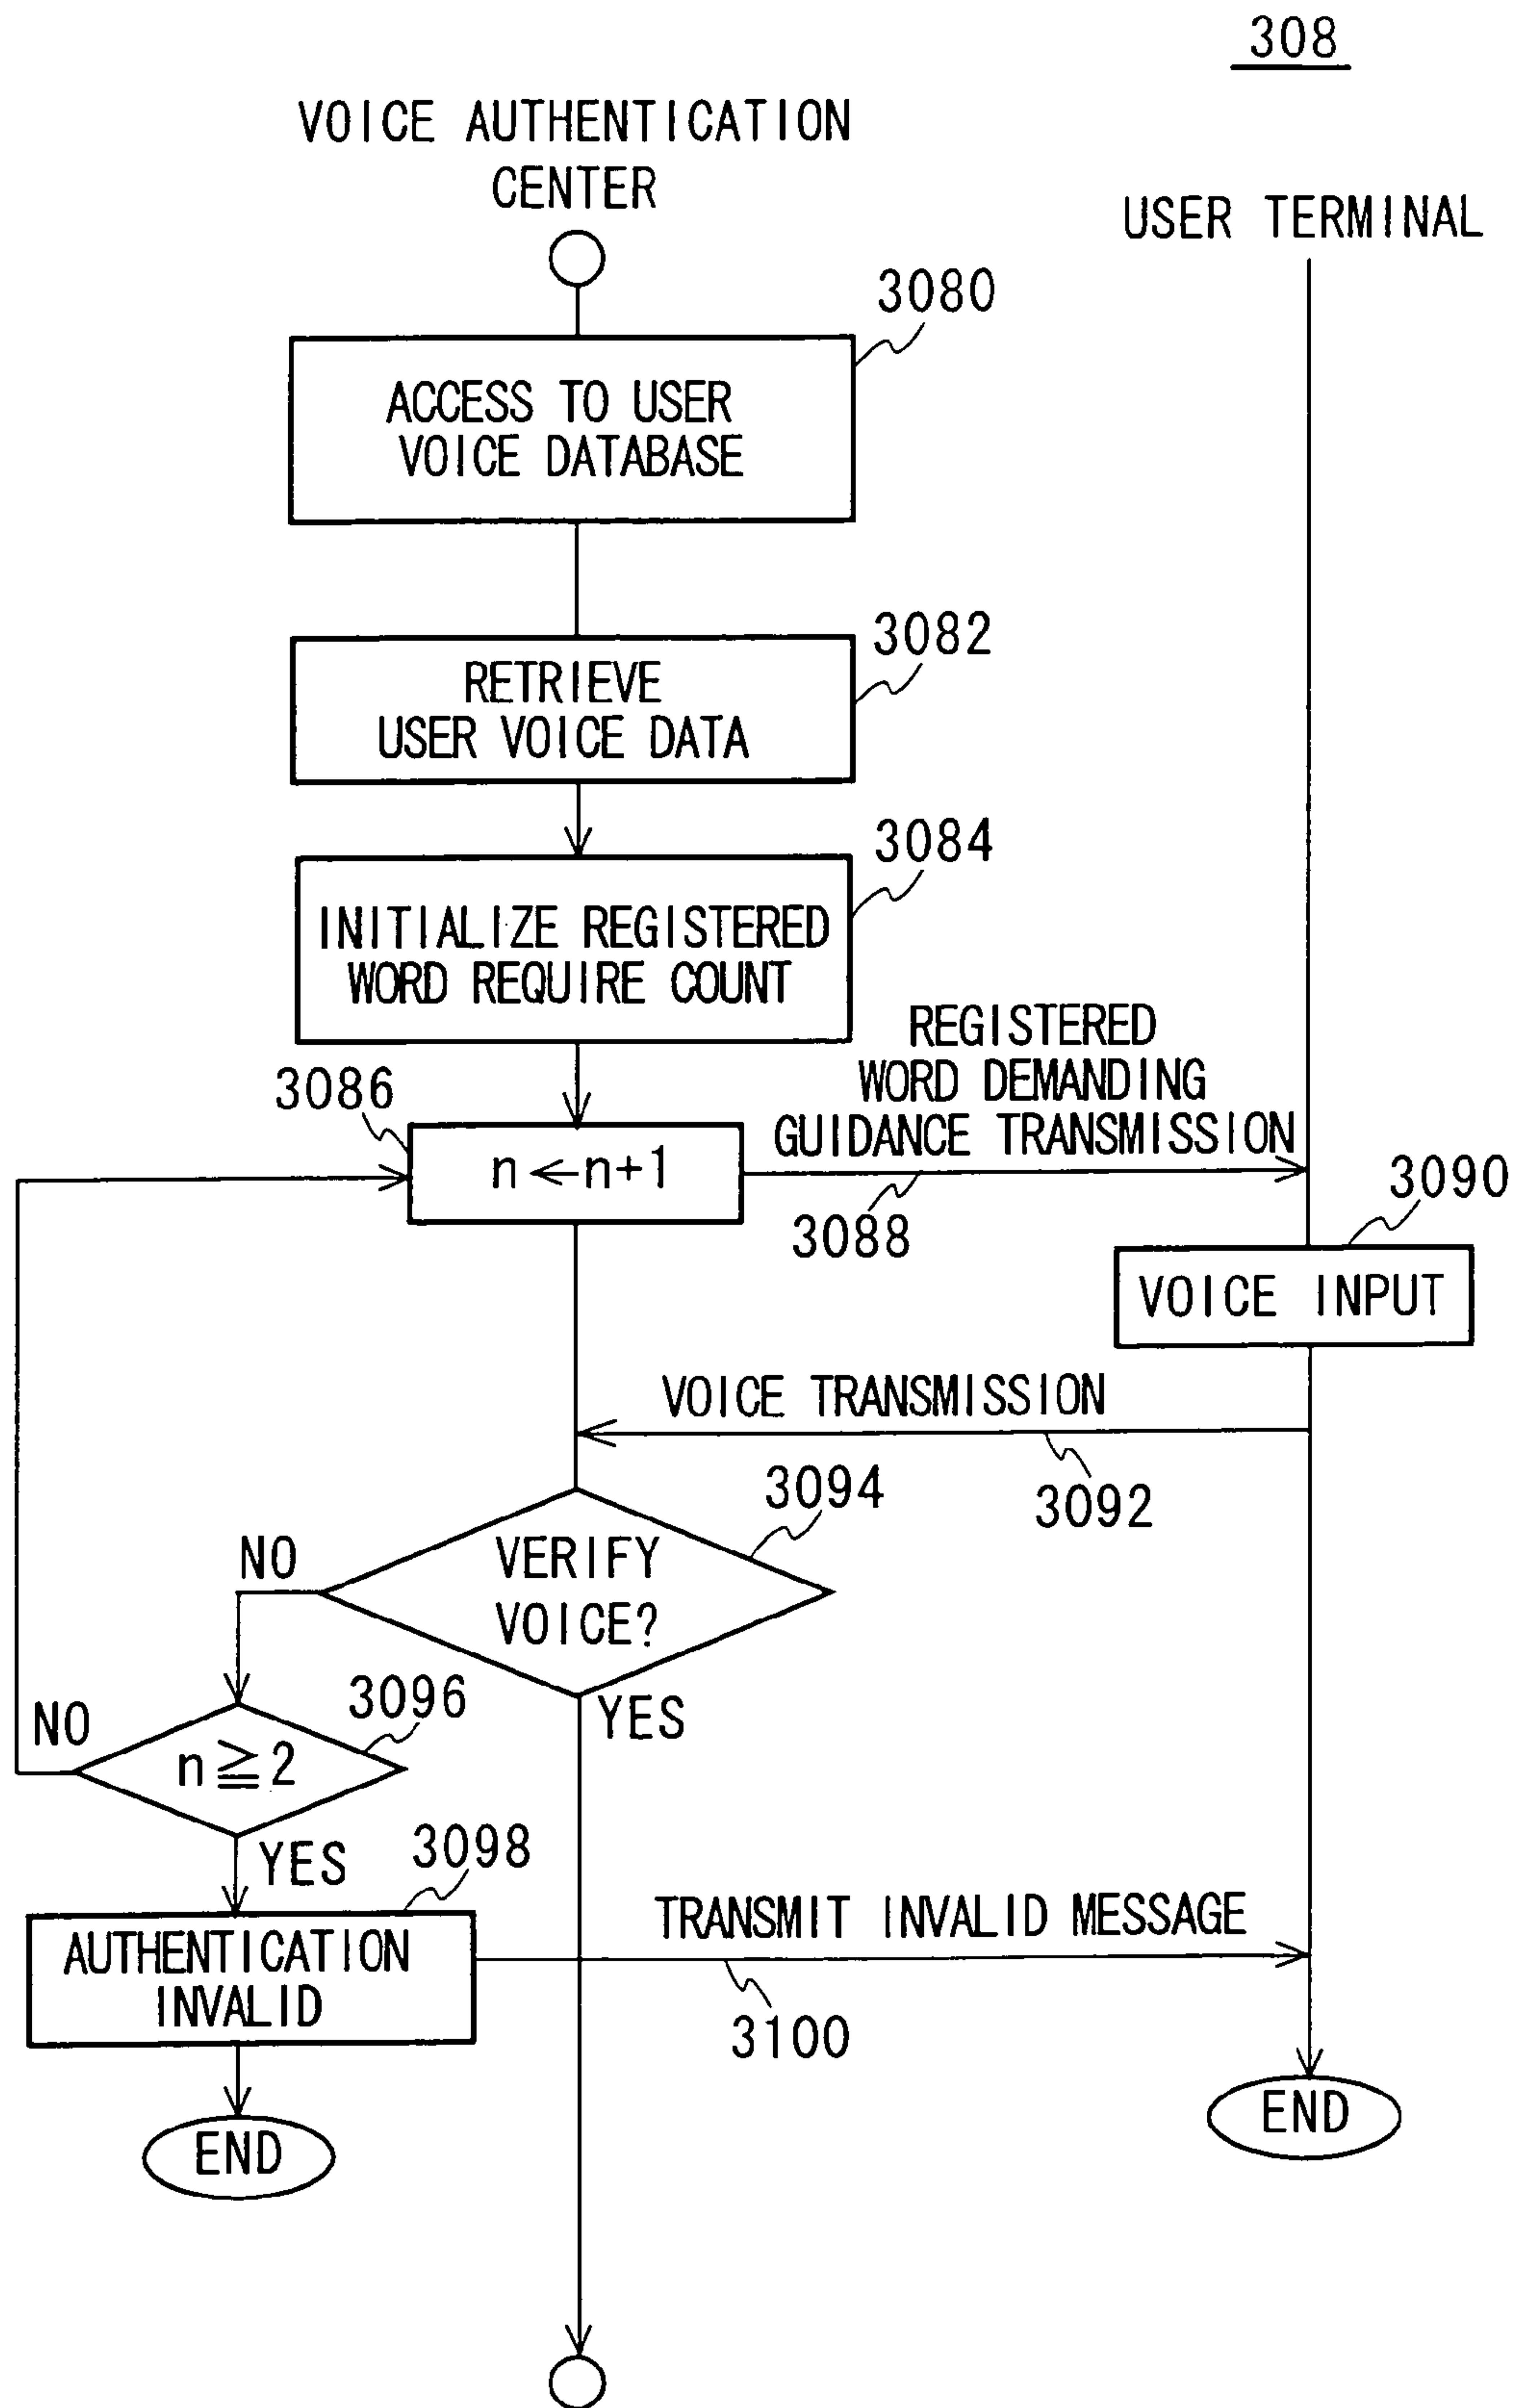 308
VOICE AUTHENTICATION
CENTER
USER TERMINAL
3080
ACCESS TO USER
VOICE DATABASE
3082
RETRIEVE
USER VOICE DATA
3084
INITIALIZE REGISTERED
WORD REQUIRE COUNT
REGISTERED
WORD DEMANDING
GUIDANCE TRANSMISSION
3086
n←n+1
3088
3090
VOICE INPUT
VOICE TRANSMISSION
3092
3094
VERIFY
VOICE?
NO
YES
3096
NO
n≧2
YES
3098
AUTHENTICATION
INVALID
TRANSMIT INVALID MESSAGE
3100
END
END